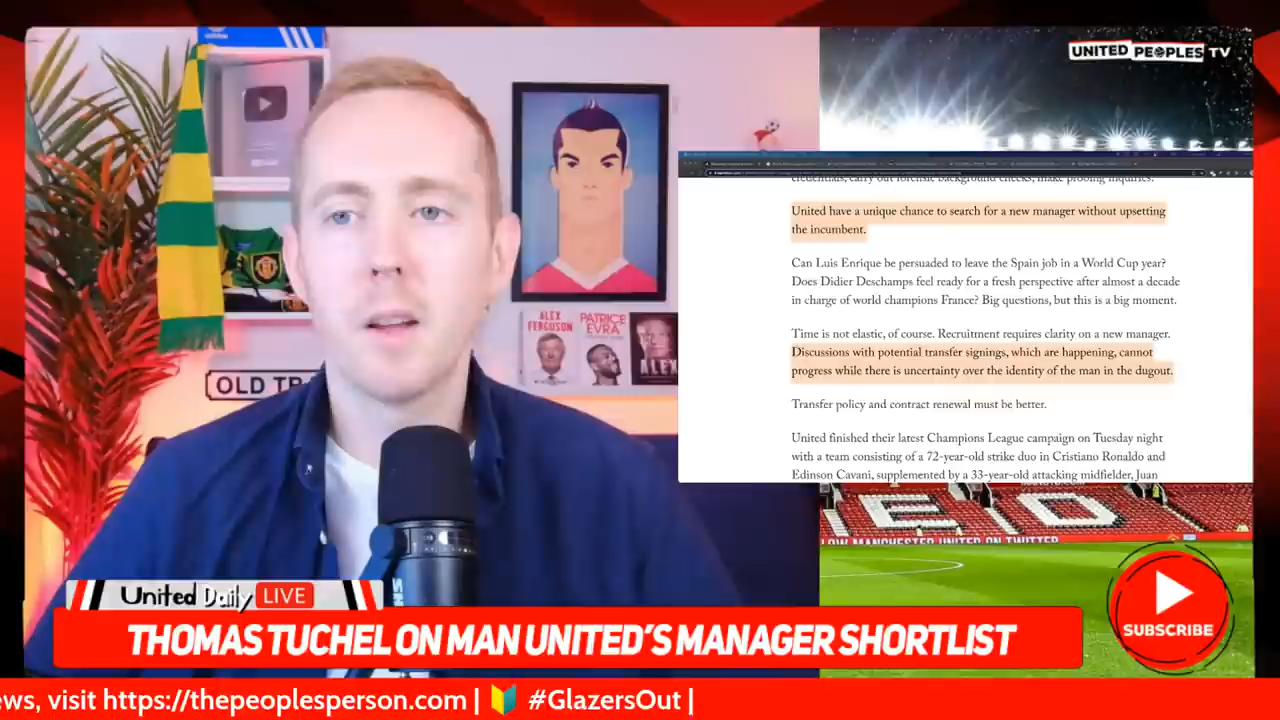 UNITED PEOPLES TV
credentials, carry out forensic background checks, make probing inquiries.
United have a unique chance to search for a new manager without upsetting
the incumbent.
Can Luis Enrique be persuaded to leave the Spain job in a World Cup year?
Does Didier Deschamps feel ready for a fresh perspective after almost a decade
in charge of world champions France? Big questions, but this is a big moment.
Time is not elastic, of course. Recruitment requires clarity on a new manager.
Discussions with potential transfer signings, which are happening, cannot
progress while there is uncertainty over the identity of the man in the dugout.
Transfer policy and contract renewal must be better.
United finished their latest Champions League campaign on Tuesday night
with a team consisting of a 72-year-old strike duo in Cristiano Ronaldo and
Edinson Cavani, supplemented by a 33-year-old attacking midfielder, Juan
ALEX
FERGUSON
PATRICE
EVRA
ALEX
OLD TR
E O
LOW MANCHESTER UNITED ON TWITTER
United Daily LIVE
THOMAS TUCHEL ON MAN UNITED'S MANAGER SHORTLIST
SUBSCRIBE
ews, visit https://thepeoplesperson.com | 🔰 #GlazersOut |